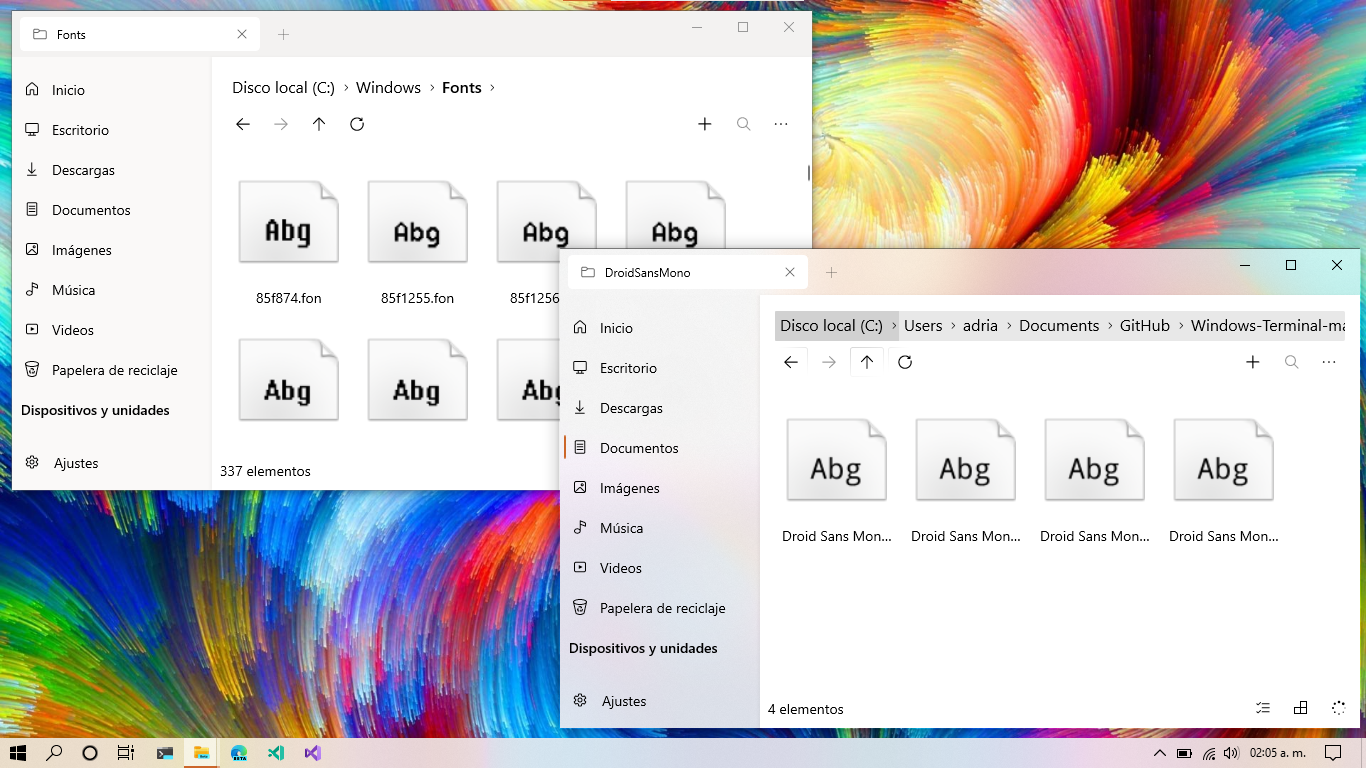 Fonts
Disco local (C:) > Windows > Fonts >
Inicio
Escritorio
Descargas
Documentos
Imágenes
Música
Videos
Papelera de reciclaje
Dispositivos y unidades
Ajustes
Abg Abg Abg Abg
85f874.fon 85f1255.fon 85f1256
Abg Abg Ab
337 elementos
DroidSansMono
Disco local (C:) > Users > adria > Documents > GitHub > Windows-Terminal-ma
Inicio
Escritorio
Descargas
Documentos
Imágenes
Música
Videos
Papelera de reciclaje
Dispositivos y unidades
Ajustes
Abg Abg Abg Abg
Droid Sans Mon... Droid Sans Mon... Droid Sans Mon... Droid Sans Mon...
4 elementos
BETA
02:05 a. m.